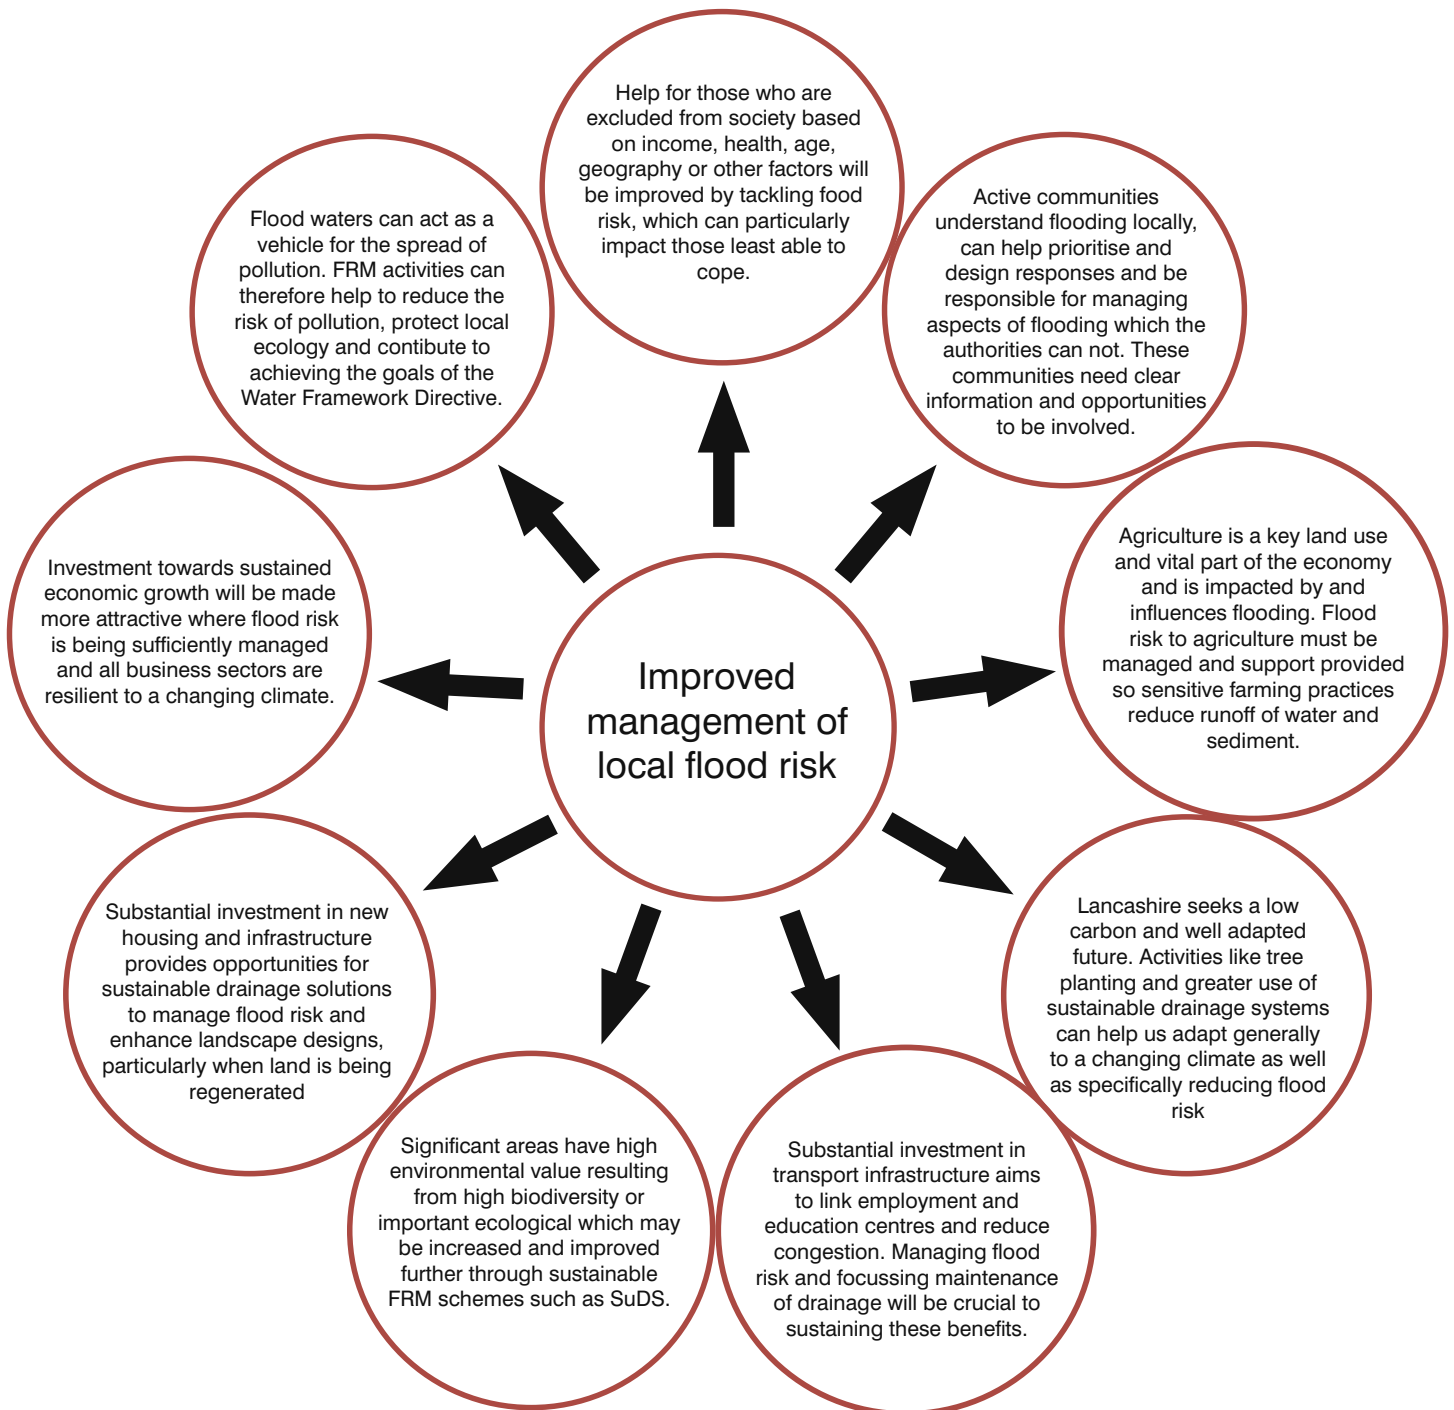 Help for those who are
excluded from society based
on income, health, age,
geography or other factors will
be improved by tackling food
risk, which can particularly
impact those least able to
cope.
Active communities
understand flooding locally,
can help prioritise and
design responses and be
responsible for managing
aspects of flooding which the
authorities can not. These
communities need clear
information and opportunities
to be involved.
Agriculture is a key land use
and vital part of the economy
and is impacted by and
influences flooding. Flood
risk to agriculture must be
managed and support provided
so sensitive farming practices
reduce runoff of water and
sediment.
Lancashire seeks a low
carbon and well adapted
future. Activities like tree
planting and greater use of
sustainable drainage systems
can help us adapt generally
to a changing climate as well
as specifically reducing flood
risk
Substantial investment in
transport infrastructure aims
to link employment and
education centres and reduce
congestion. Managing flood
risk and focussing maintenance
of drainage will be crucial to
sustaining these benefits.
Significant areas have high
environmental value resulting
from high biodiversity or
important ecological which may
be increased and improved
further through sustainable
FRM schemes such as SuDS.
Substantial investment in new
housing and infrastructure
provides opportunities for
sustainable drainage solutions
to manage flood risk and
enhance landscape designs,
particularly when land is being
regenerated
Investment towards sustained
economic growth will be made
more attractive where flood risk
is being sufficiently managed
and all business sectors are
resilient to a changing climate.
Flood waters can act as a
vehicle for the spread of
pollution. FRM activities can
therefore help to reduce the
risk of pollution, protect local
ecology and contibute to
achieving the goals of the
Water Framework Directive.
Improved
management of
local flood risk